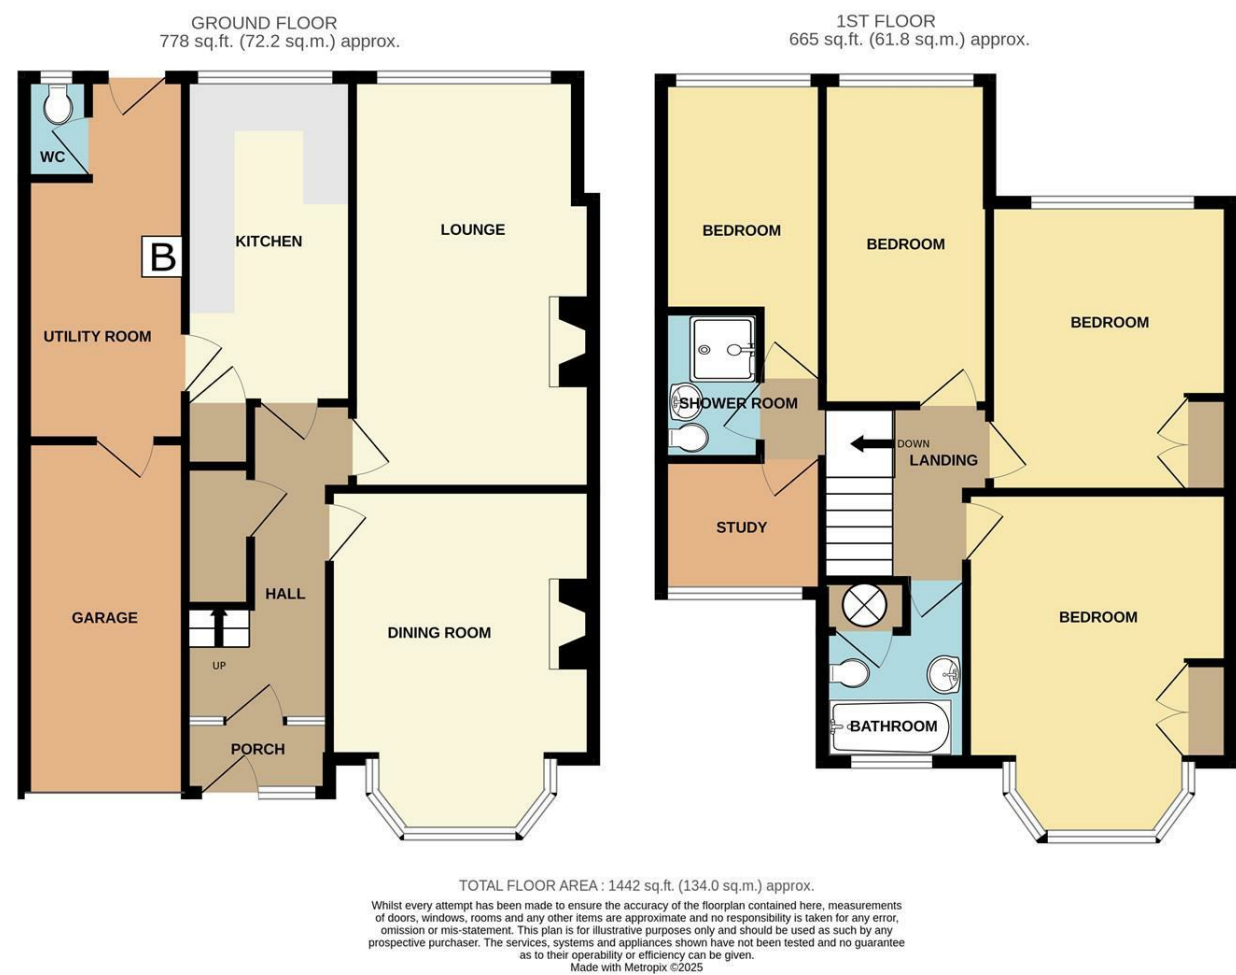 GROUND FLOOR
778 sq.ft. (72.2 sq.m.) approx.
WC
B
KITCHEN
LOUNGE
UTILITY ROOM
GARAGE
HALL
DINING ROOM
UP
PORCH
1ST FLOOR
665 sq.ft. (61.8 sq.m.) approx.
BEDROOM
BEDROOM
BEDROOM
SHOWER ROOM
DOWN
LANDING
STUDY
BEDROOM
BATHROOM
TOTAL FLOOR AREA : 1442 sq.ft. (134.0 sq.m.) approx.
Whilst every attempt has been made to ensure the accuracy of the floorplan contained here, measurements
of doors, windows, rooms and any other items are approximate and no responsibility is taken for any error,
omission or mis-statement. This plan is for illustrative purposes only and should be used as such by any
prospective purchaser. The services, systems and appliances shown have not been tested and no guarantee
as to their operability or efficiency can be given.
Made with Metropix ©2025